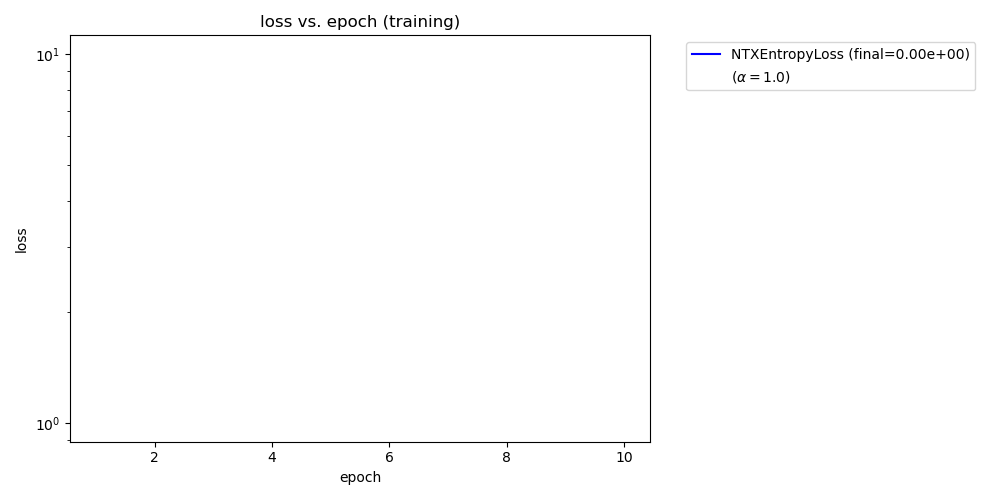 loss vs. epoch (training)
10¹
NTXEntropyLoss (final=0.00e+00)
(α = 1.0)
loss
10⁰
2 4 6 8 10
epoch